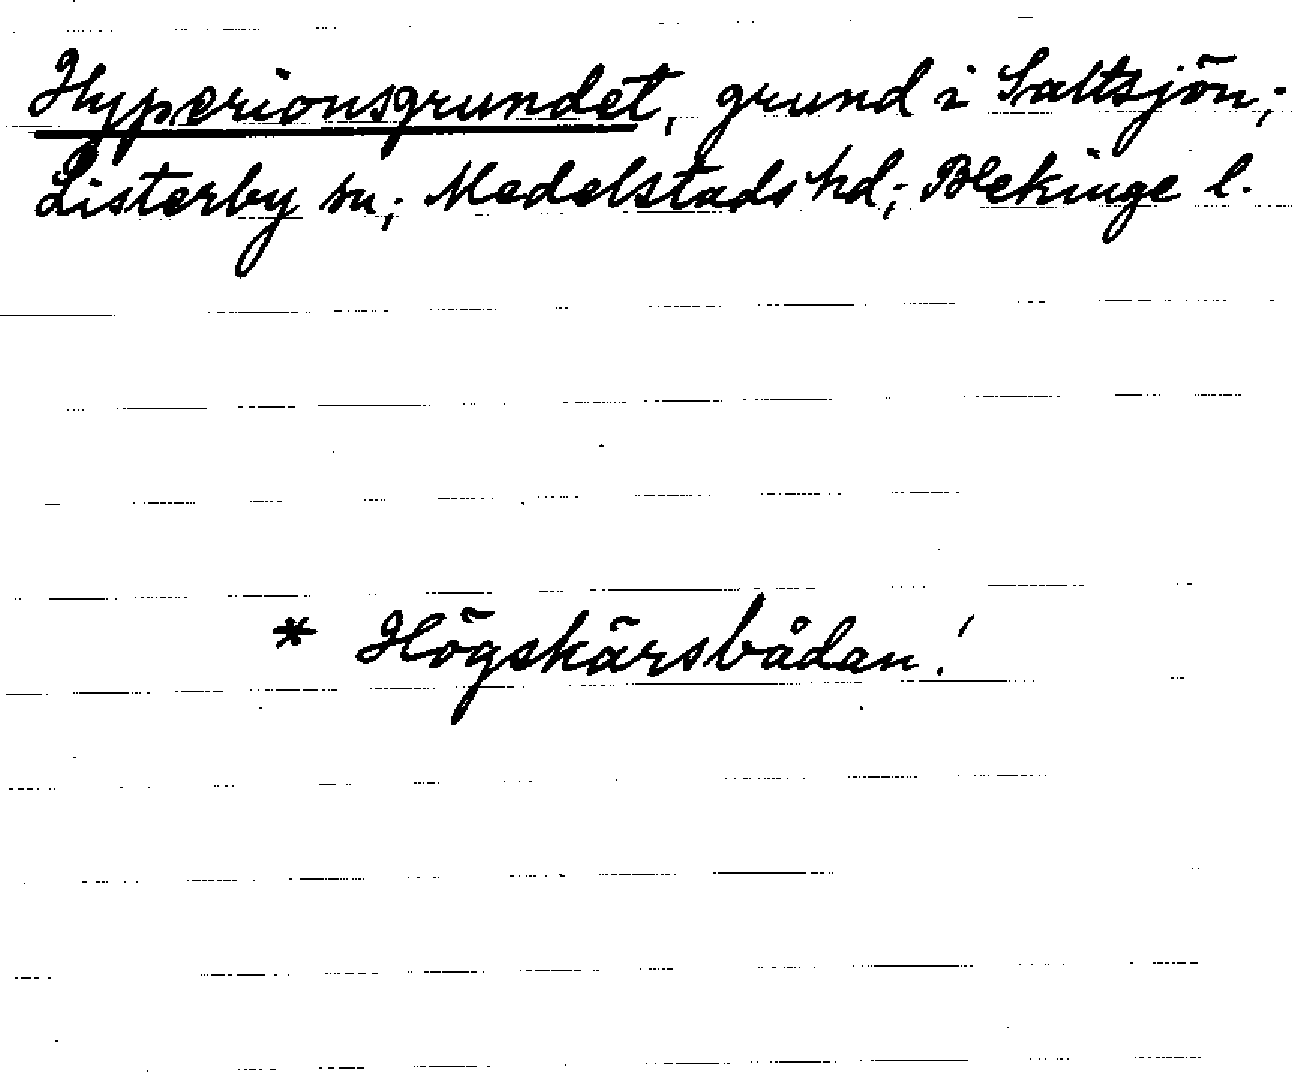 Hyperionsgrundet, grund i Saltsjön;
Listerby sn; Medelstads hd; Blekinge l.
* Högskärsbådan!